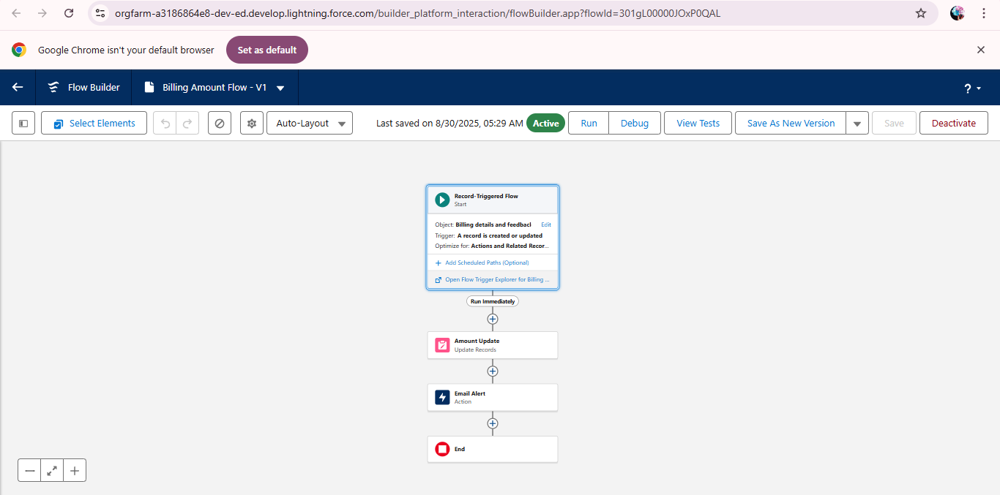 orgfarm-a3186864e8-dev-ed.develop.lightning.force.com/builder_platform_interaction/flowBuilder.app?flowId=301gL00000JOxP0QAL
Google Chrome isn't your default browser Set as default
Flow Builder Billing Amount Flow - V1 ?
Select Elements Auto-Layout Last saved on 8/30/2025, 05:29 AM Active Run Debug View Tests Save As New Version Save Deactivate
Record-Triggered Flow
Start
Object: Billing details and feedbacl Edit
Trigger: A record is created or updated
Optimize for: Actions and Related Recor...
Add Scheduled Paths (Optional)
Open Flow Trigger Explorer for Billing ...
Run Immediately
Amount Update
Update Records
Email Alert
Action
End